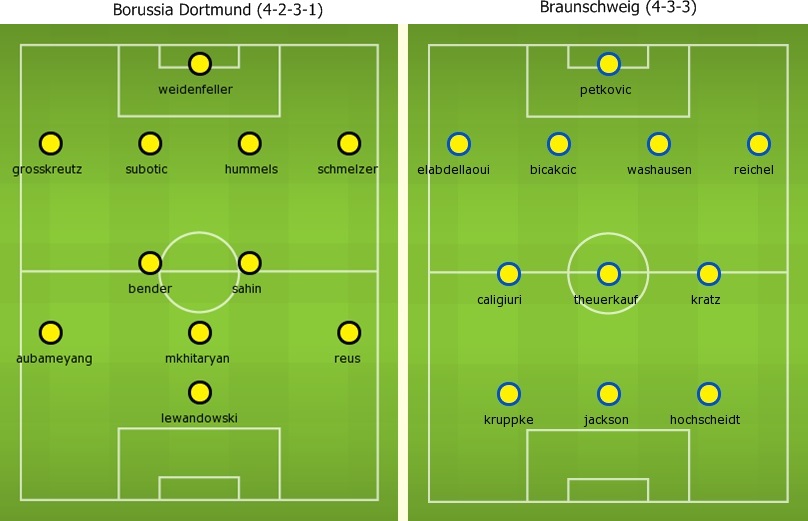 Borussia Dortmund (4-2-3-1)
weidenfeller
grosskreutz subotic hummels schmelzer
bender sahin
aubameyang mkhitaryan reus
lewandowski
Braunschweig (4-3-3)
petkovic
elabdellaoui bicakcic washausen reichel
caligiuri theuerkauf kratz
kruppke jackson hochscheidt